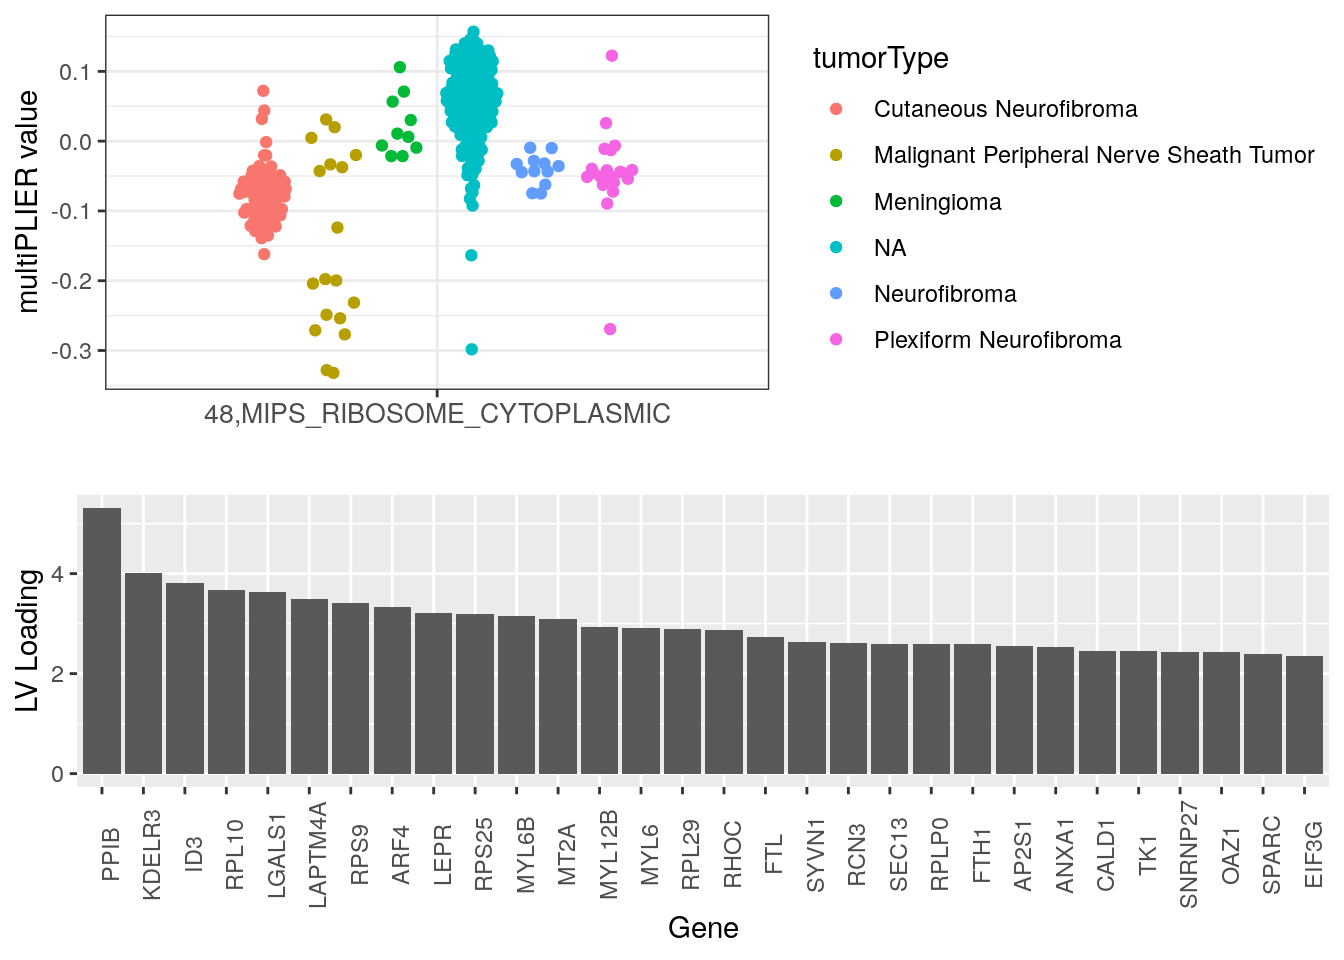 multiPLIER value
0.1
0.0
-0.1
-0.2
-0.3
48,MIPS_RIBOSOME_CYTOPLASMIC
tumorType
Cutaneous Neurofibroma
Malignant Peripheral Nerve Sheath Tumor
Meningioma
NA
Neurofibroma
Plexiform Neurofibroma
LV Loading
4
2
0
PPIB
KDELR3
ID3
RPL10
LGALS1
LAPTM4A
RPS9
ARF4
LEPR
RPS25
MYL6B
MT2A
MYL12B
MYL6
RPL29
RHOC
FTL
SYVN1
RCN3
SEC13
RPLP0
FTH1
AP2S1
ANXA1
CALD1
TK1
SNRNP27
OAZ1
SPARC
EIF3G
Gene